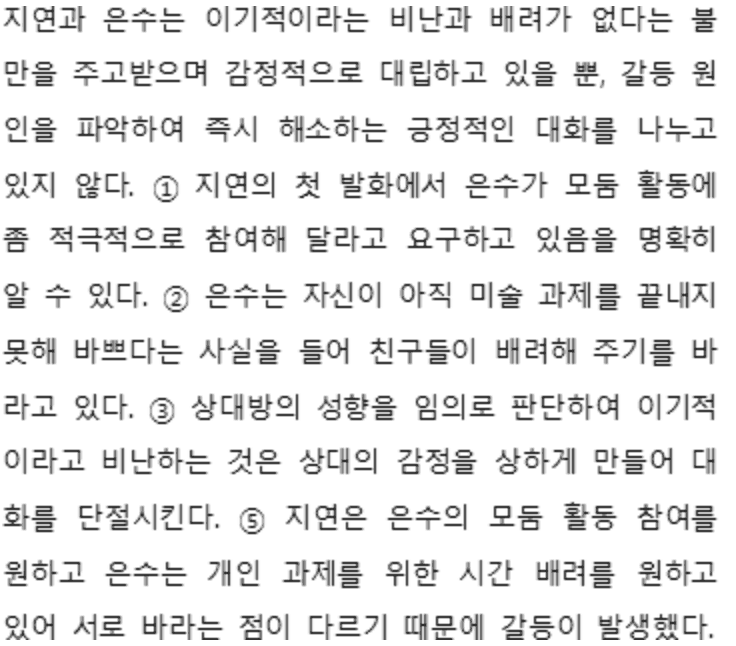 지연과 은수는 이기적이라는 비난과 배려가 없다는 불
만을 주고받으며 감정적으로 대립하고 있을 뿐, 갈등 원
인을 파악하여 즉시 해소하는 긍정적인 대화를 나누고
있지 않다. ① 지연의 첫 발화에서 은수가 모둠 활동에
좀 적극적으로 참여해 달라고 요구하고 있음을 명확히
알 수 있다. ② 은수는 자신이 아직 미술 과제를 끝내지
못해 바쁘다는 사실을 들어 친구들이 배려해 주기를 바
라고 있다. ③ 상대방의 성향을 임의로 판단하여 이기적
이라고 비난하는 것은 상대의 감정을 상하게 만들어 대
화를 단절시킨다. ⑤ 지연은 은수의 모둠 활동 참여를
원하고 은수는 개인 과제를 위한 시간 배려를 원하고
있어 서로 바라는 점이 다르기 때문에 갈등이 발생했다.